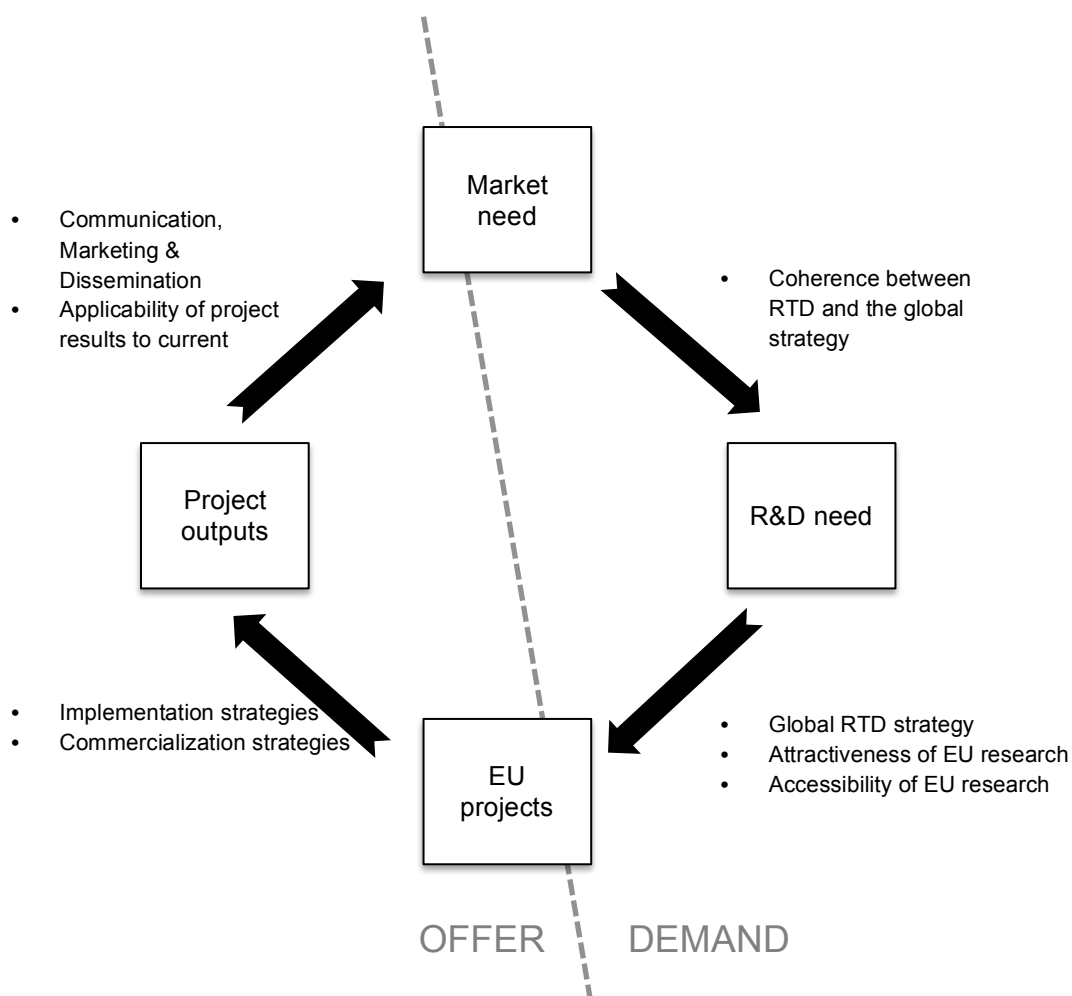 Market
need
• Communication,
Marketing &
Dissemination
• Applicability of project
results to current
• Coherence between
RTD and the global
strategy
Project
outputs
R&D need
• Implementation strategies
• Commercialization strategies
• Global RTD strategy
• Attractiveness of EU research
• Accessibility of EU research
EU
projects
OFFER
DEMAND